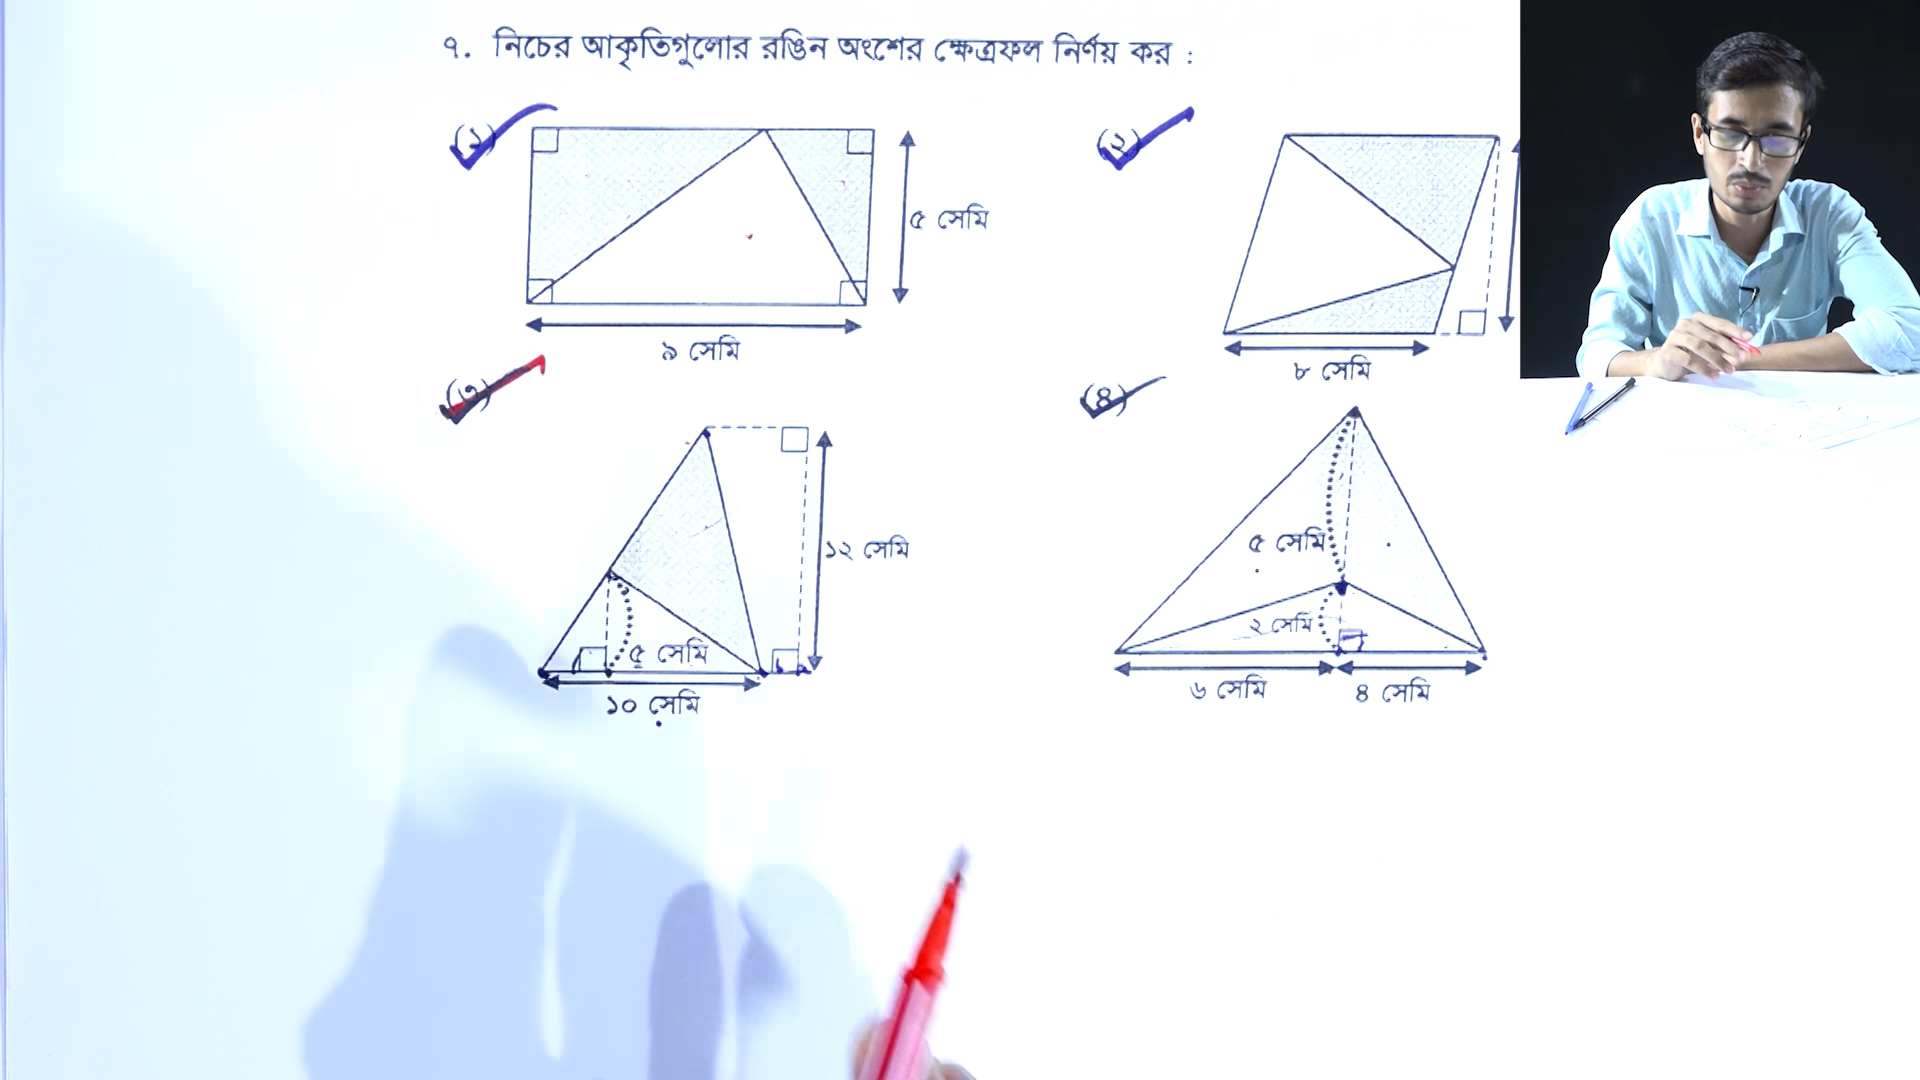 ৭. নিচের আকৃতিগুলোর রঙিন অংশের ক্ষেত্রফল নির্ণয় কর :
(১)
৫ সেমি
৯ সেমি
(২)
৮ সেমি
(৩)
১২ সেমি
৫ সেমি
১০ সেমি
(৪)
৫ সেমি
২ সেমি
৬ সেমি
৪ সেমি